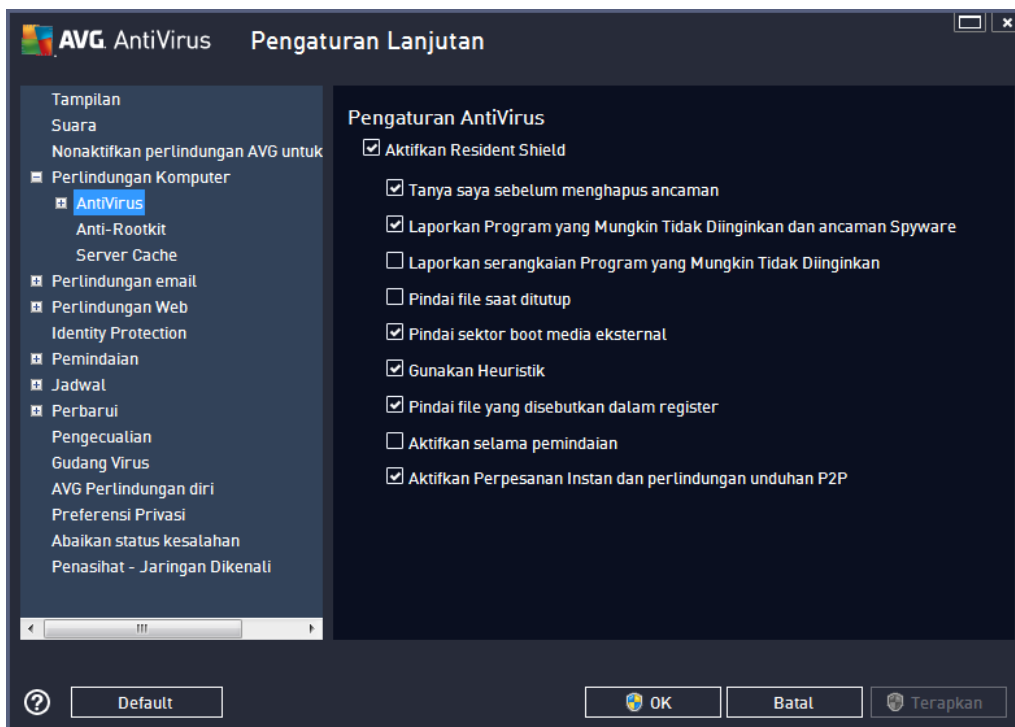 AVG AntiVirus Pengaturan Lanjutan
Tampilan
Suara
Nonaktifkan perlindungan AVG untuk
Perlindungan Komputer
AntiVirus
Anti-Rootkit
Server Cache
Perlindungan email
Perlindungan Web
Identity Protection
Pemindaian
Jadwal
Perbarui
Pengecualian
Gudang Virus
AVG Perlindungan diri
Preferensi Privasi
Abaikan status kesalahan
Penasihat - Jaringan Dikenali
Pengaturan AntiVirus
Aktifkan Resident Shield
Tanya saya sebelum menghapus ancaman
Laporkan Program yang Mungkin Tidak Diinginkan dan ancaman Spyware
Laporkan serangkaian Program yang Mungkin Tidak Diinginkan
Pindai file saat ditutup
Pindai sektor boot media eksternal
Gunakan Heuristik
Pindai file yang disebutkan dalam register
Aktifkan selama pemindaian
Aktifkan Perpesanan Instan dan perlindungan unduhan P2P
Default
OK
Batal
Terapkan